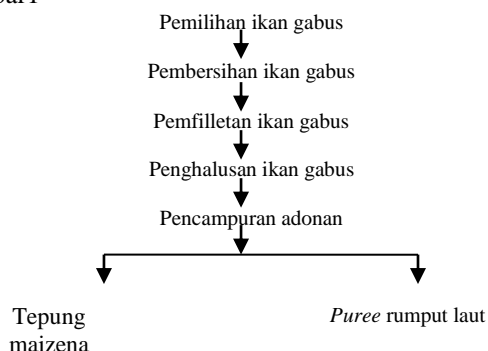 Pemilihan ikan gabus
Pembersihan ikan gabus
Pemfilletan ikan gabus
Penghalusan ikan gabus
Pencampuran adonan
Tepung
maizena
Puree rumput laut